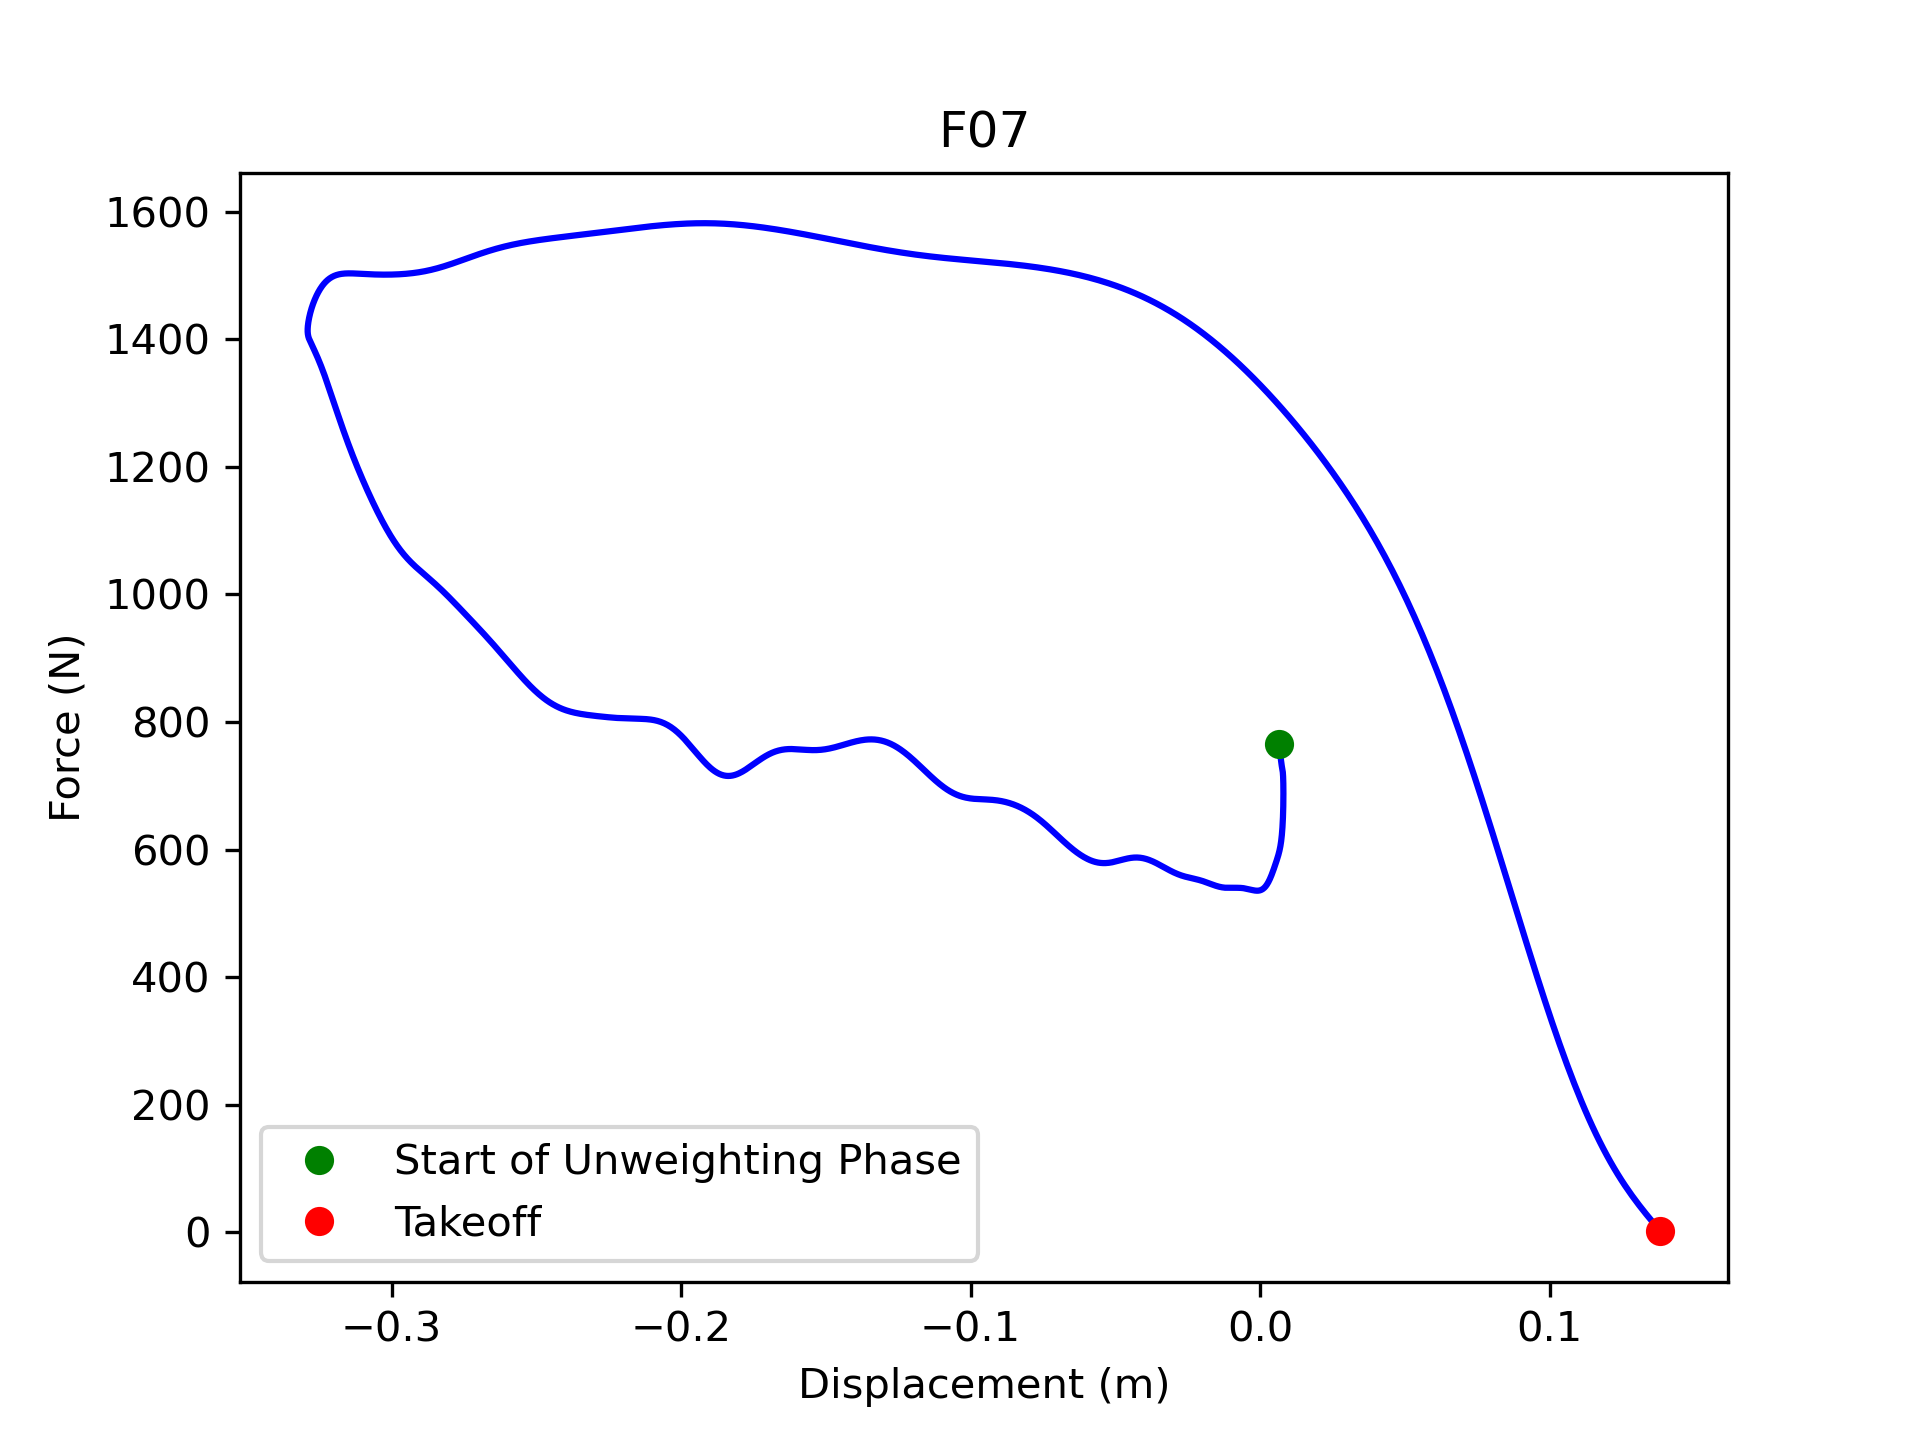 F07
1600
1400
1200
1000
800
600
400
200
0
Force (N)
Start of Unweighting Phase
Takeoff
−0.3 −0.2 −0.1 0.0 0.1
Displacement (m)